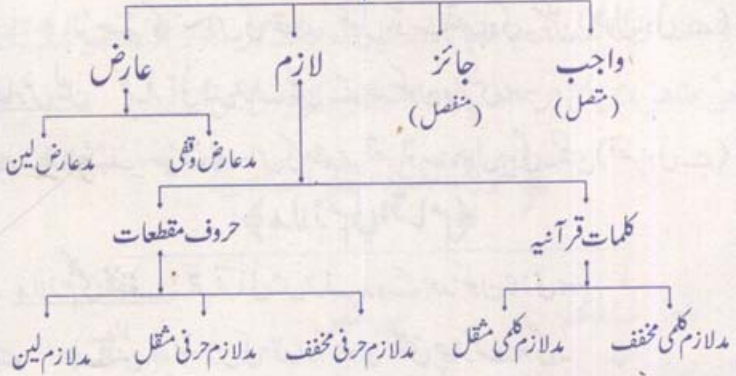 واجب جائز لازم عارض
(متصل) (منفصل)
مدعارض وقفی مدعارض لین
کلمات قرآنیہ حروف مقطعات
مدلازم کلمی مخفف مدلازم کلمی مثقل مدلازم حرفی مخفف مدلازم حرفی مثقل مدلازم لین